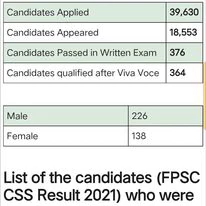 Candidates Applied 39,630
Candidates Appeared 18,553
Candidates Passed in Written Exam 376
Candidates qualified after Viva Voce 364
Male 226
Female 138
List of the candidates (FPSC
CSS Result 2021) who were